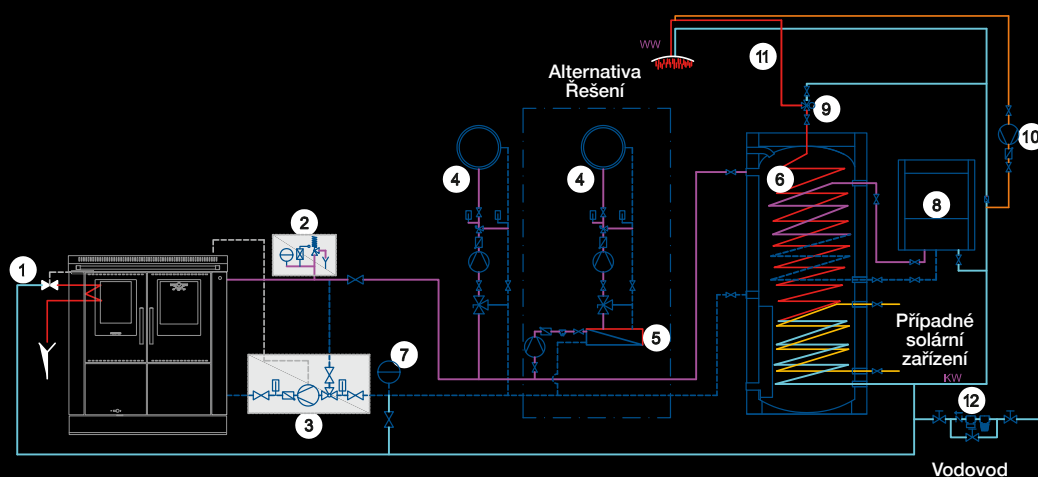 WW
11
Alternativa
Řešení
9
10
4
4
6
8
2
1
Případné
solární
zařízení
KW
5
7
3
12
Vodovod